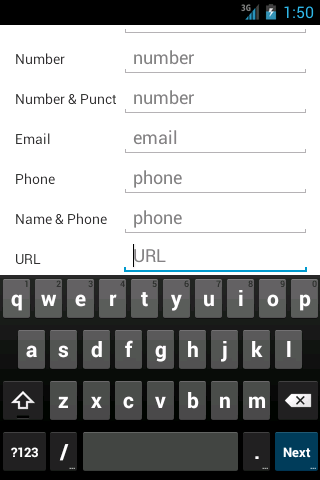 3G 1:50
Number number
Number & Punct number
Email email
Phone phone
Name & Phone phone
URL URL
1 2 3 4 5 6 7 8 9 0
q w e r t y u i o p
a s d f g h j k l
z x c v b n m
?123 / ... . ... Next ...